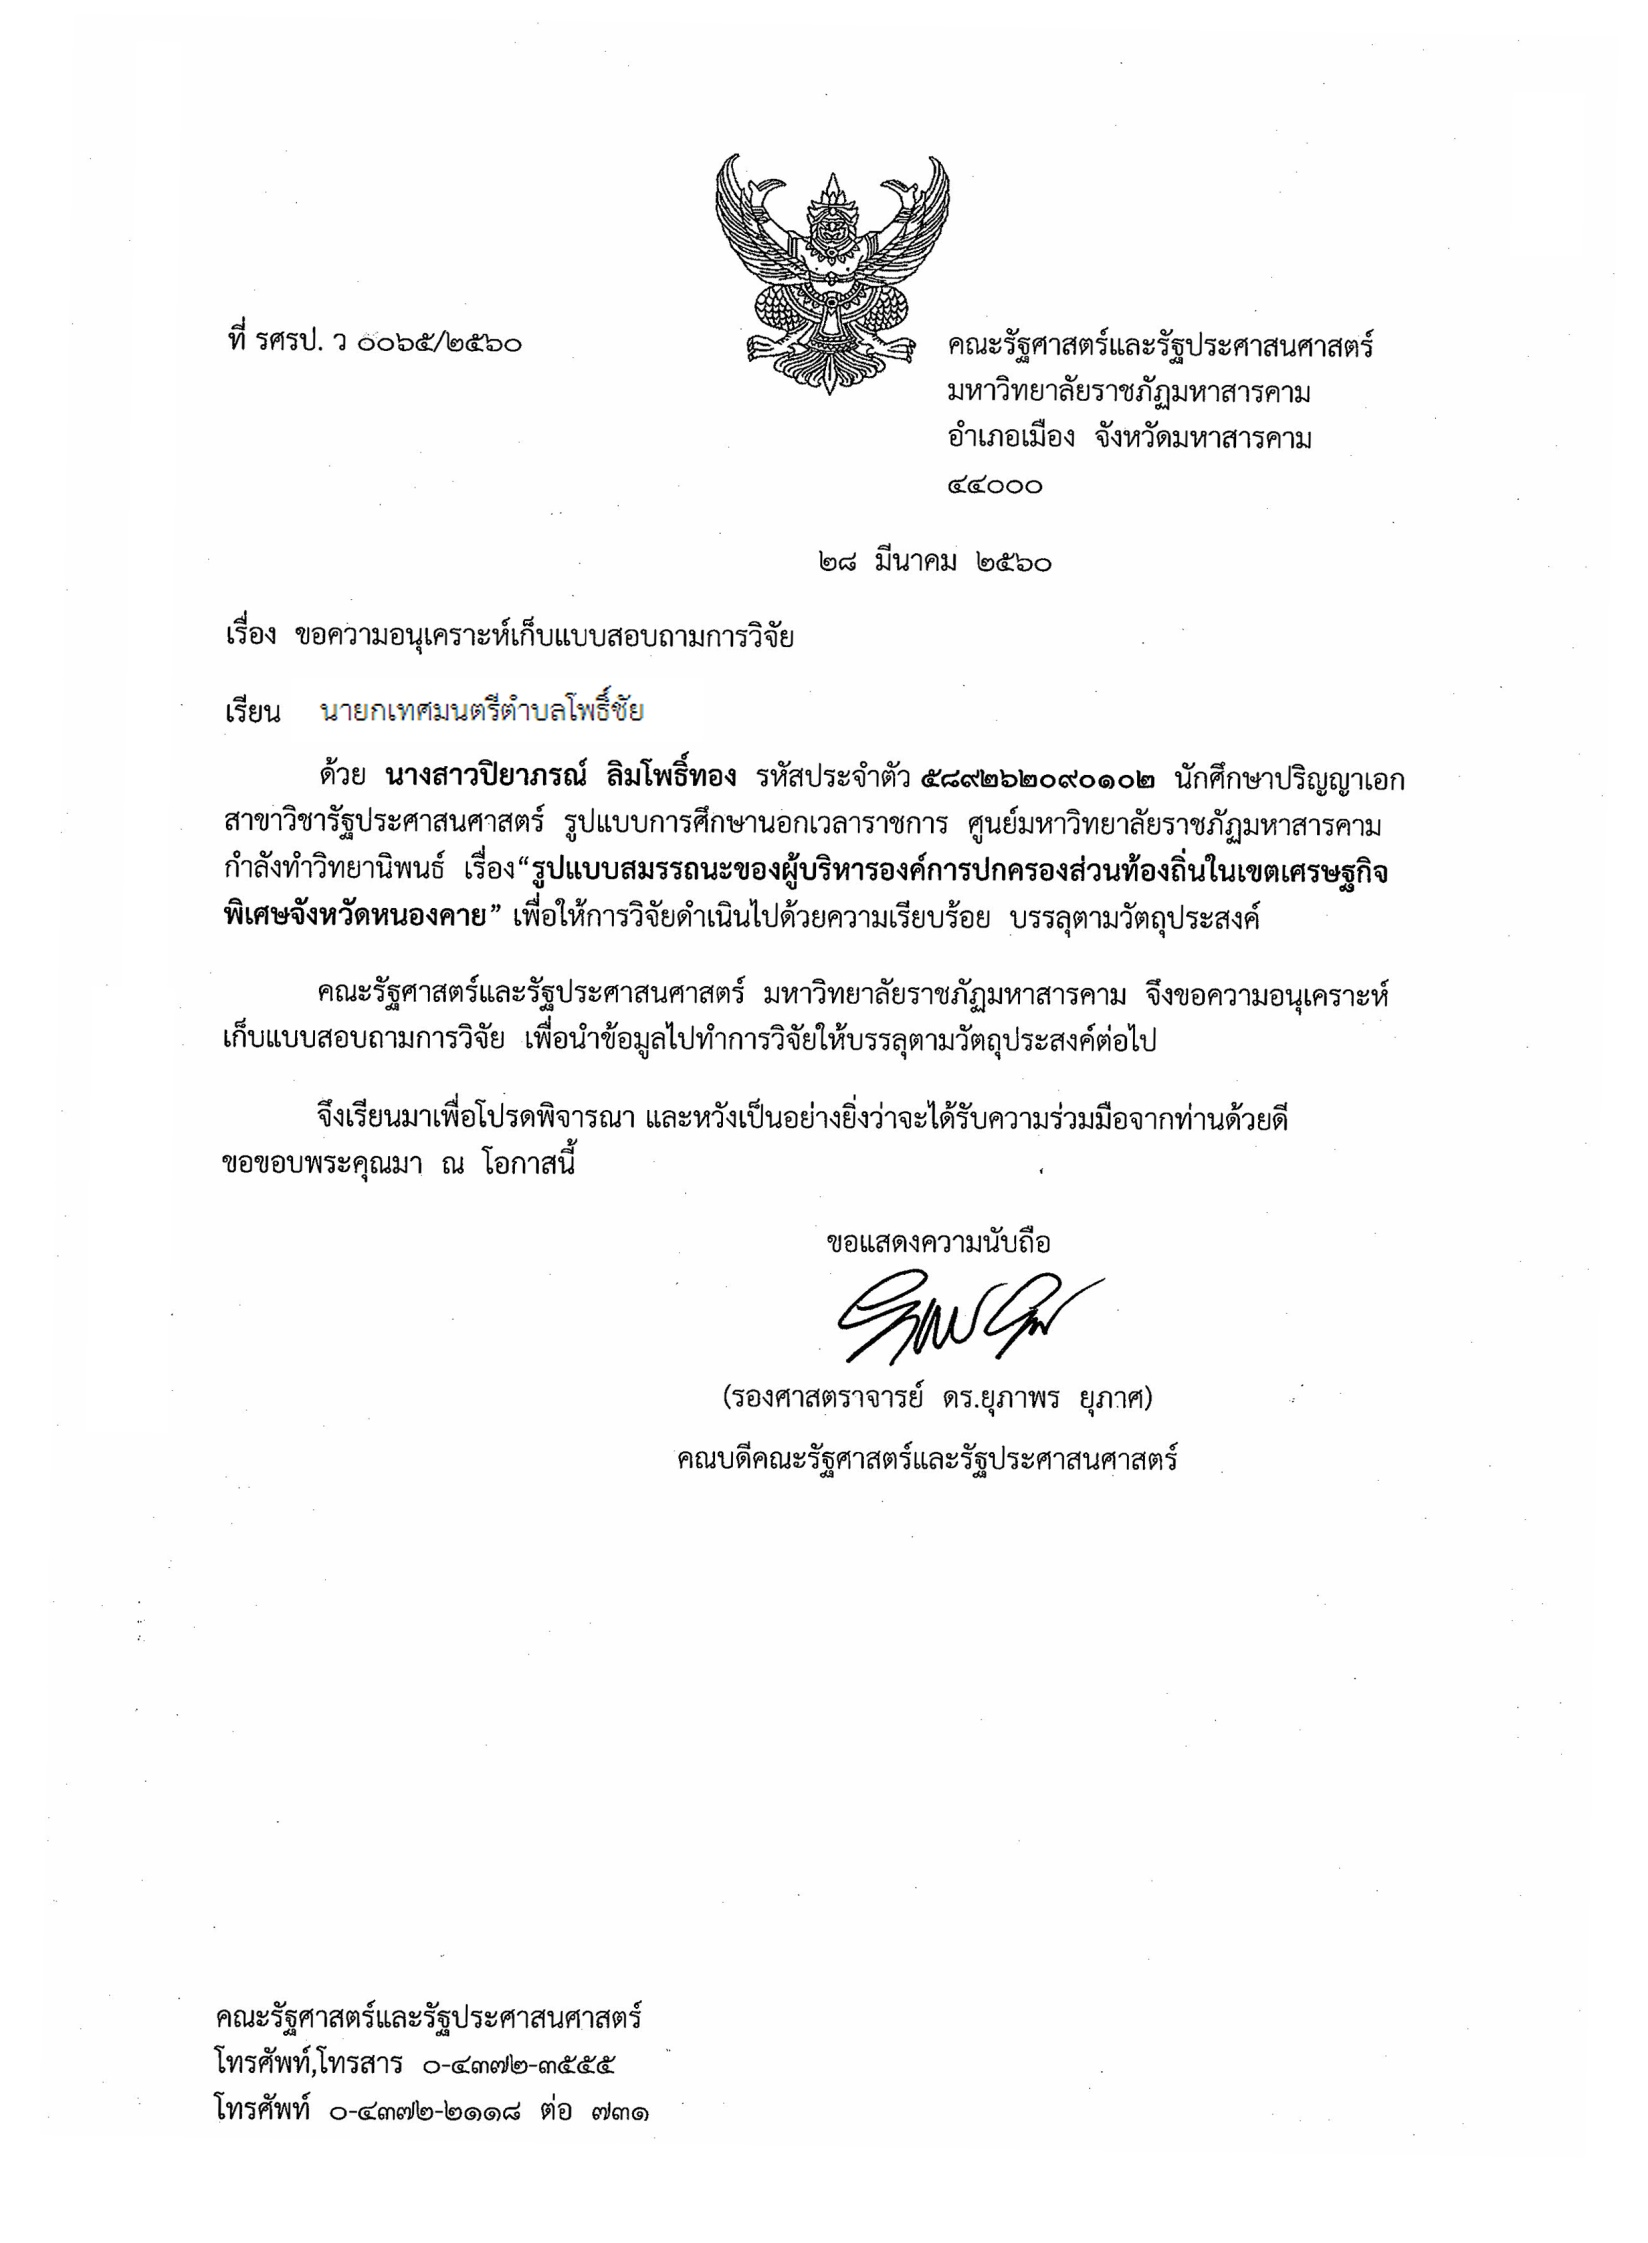 ที่ รศรป. ว ๐๐๖๕/๒๕๖๐
คณะรัฐศาสตร์และรัฐประศาสนศาสตร์
มหาวิทยาลัยราชภัฏมหาสารคาม
อำเภอเมือง จังหวัดมหาสารคาม
๔๔๐๐๐
๒๘ มีนาคม ๒๕๖๐
เรื่อง ขอความอนุเคราะห์เก็บแบบสอบถามการวิจัย
เรียน นายกเทศมนตรีตำบลโพธิ์ชัย
ด้วย นางสาวปิยาภรณ์ ลิมโพธิ์ทอง รหัสประจำตัว ๕๘๙๒๖๒๐๙๐๑๐๒ นักศึกษาปริญญาเอก
สาขาวิชารัฐประศาสนศาสตร์ รูปแบบการศึกษานอกเวลาราชการ ศูนย์มหาวิทยาลัยราชภัฏมหาสารคาม
กำลังทำวิทยานิพนธ์ เรื่อง“รูปแบบสมรรถนะของผู้บริหารองค์การปกครองส่วนท้องถิ่นในเขตเศรษฐกิจ
พิเศษจังหวัดหนองคาย” เพื่อให้การวิจัยดำเนินไปด้วยความเรียบร้อย บรรลุตามวัตถุประสงค์
คณะรัฐศาสตร์และรัฐประศาสนศาสตร์ มหาวิทยาลัยราชภัฏมหาสารคาม จึงขอความอนุเคราะห์
เก็บแบบสอบถามการวิจัย เพื่อนำข้อมูลไปทำการวิจัยให้บรรลุตามวัตถุประสงค์ต่อไป
จึงเรียนมาเพื่อโปรดพิจารณา และหวังเป็นอย่างยิ่งว่าจะได้รับความร่วมมือจากท่านด้วยดี
ขอขอบพระคุณมา ณ โอกาสนี้
ขอแสดงความนับถือ
(รองศาสตราจารย์ ดร.ยุภาพร ยุภาศ)
คณบดีคณะรัฐศาสตร์และรัฐประศาสนศาสตร์
คณะรัฐศาสตร์และรัฐประศาสนศาสตร์
โทรศัพท์,โทรสาร ๐-๔๓๗๒-๓๕๕๕
โทรศัพท์ ๐-๔๓๗๒-๒๑๑๘ ต่อ ๗๓๑